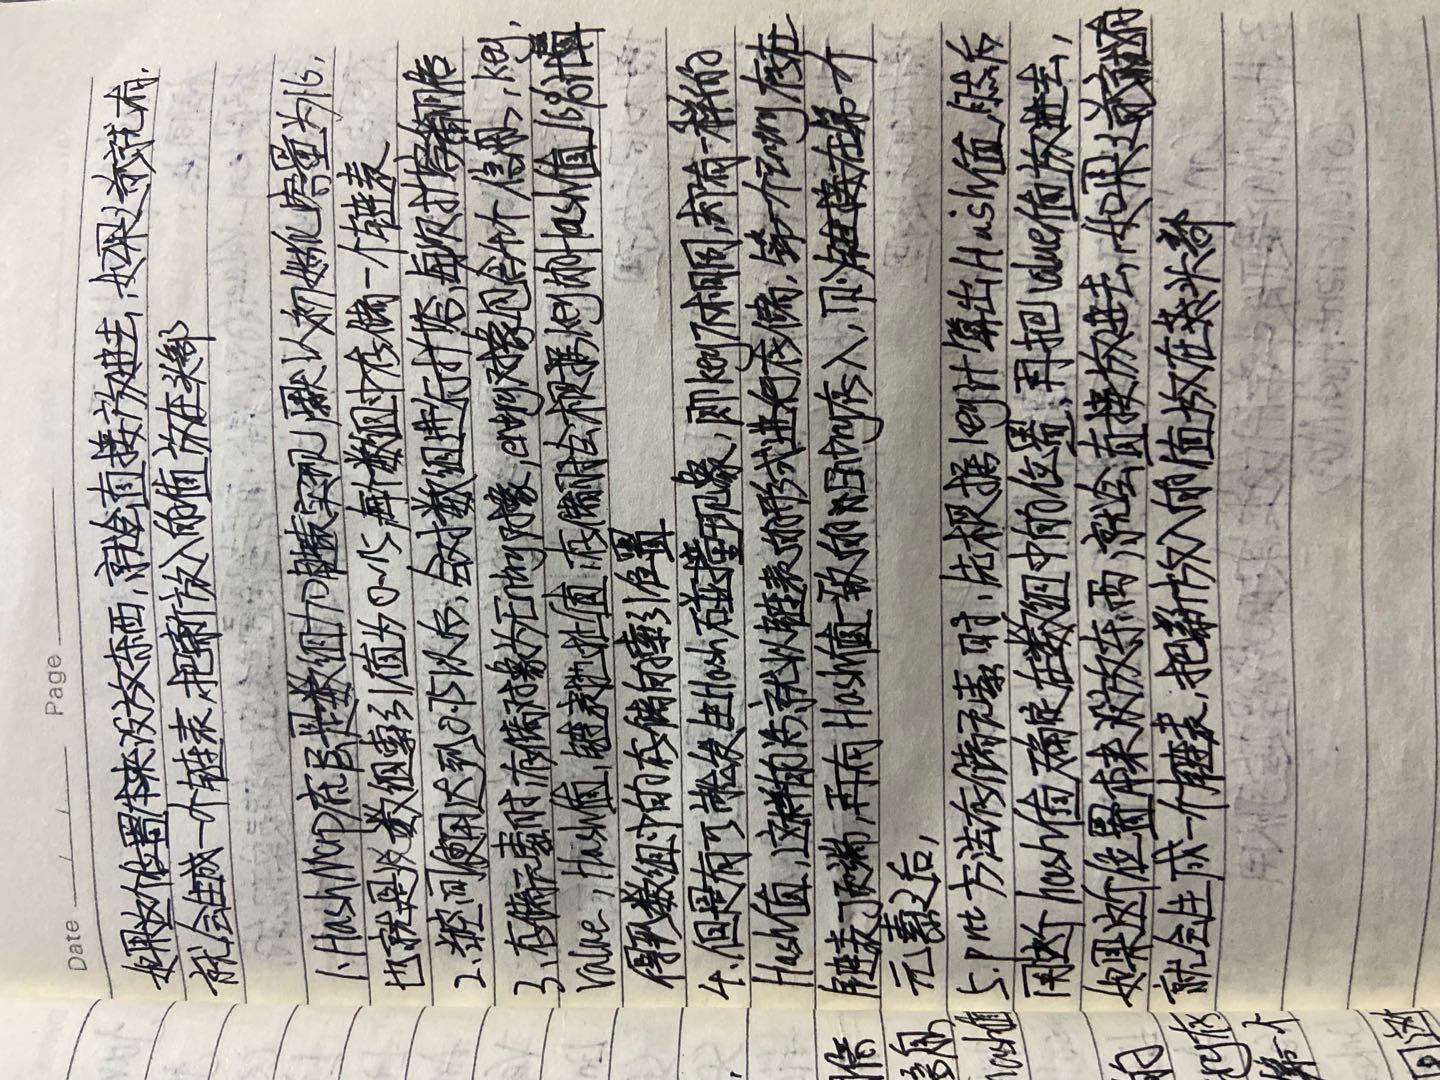 Date / / Page
如果这个位置本来没放东西,就会直接放进去,如果之前就有,
就会生成一个链表,把新放入的值放在头部
1.HashMap底层是数组加链表实现,默认初始化容量为16,
也就是说数组索引值为0~15,每个数组中存储一个链表
2、当空间使用达到0.75以后,会对数组进行扩容,每次扩容翻倍
3、存储元素时,存储对象为Entry对象,entry对象包含4个信息,key,
value,Hash值,链表地址值,存储时会根据key的Hash值16%计算
得到数组中的存储的索引位置
4.但是有可能发生Hash碰撞现象,即key不相同,却有一样的
Hash值,这样的话就以链表的形式进行存储,第一个Entry存在
链表顶端,再有Hash值一致的Entry存入,则链接在第一个
元素之后,
5.put方法存储元素时,先根据key计算出Hash值,然后
用这个hash值确定在数组中的位置,再把value值放进去,
如果这个位置本来没放东西,就会直接放进去,如果之前就有
就会生成一个链表,把新放入的值放在头部
倍
信息
hash值
的
try存
第一个
用这